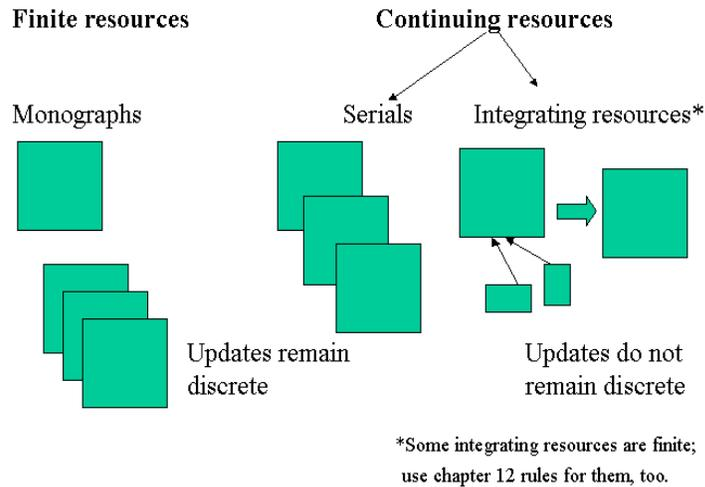 Finite resources
Continuing resources
Monographs
Serials
Integrating resources*
Updates remain
discrete
Updates do not
remain discrete
*Some integrating resources are finite;
use chapter 12 rules for them, too.